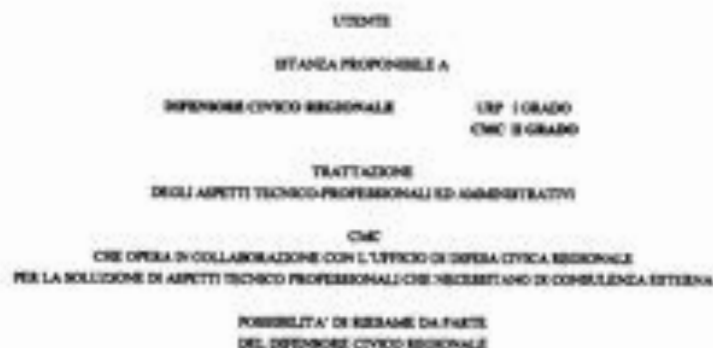 UTENTE
ISTANZA PROPONIBILE A
DIFENSORE CIVICO REGIONALE URP I GRADO
CMC II GRADO
TRATTAZIONE
DEGLI ASPETTI TECNICO-PROFESSIONALI ED AMMINISTRATIVI
CMC
CHE OPERA IN COLLABORAZIONE CON L'UFFICIO DI DIFESA CIVICA REGIONALE
PER LA SOLUZIONE DI ASPETTI TECNICO PROFESSIONALI CHE NECESSITANO DI CONSULENZA ESTERNA
POSSIBILITA' DI RIESAME DA PARTE
DEL DIFENSORE CIVICO REGIONALE